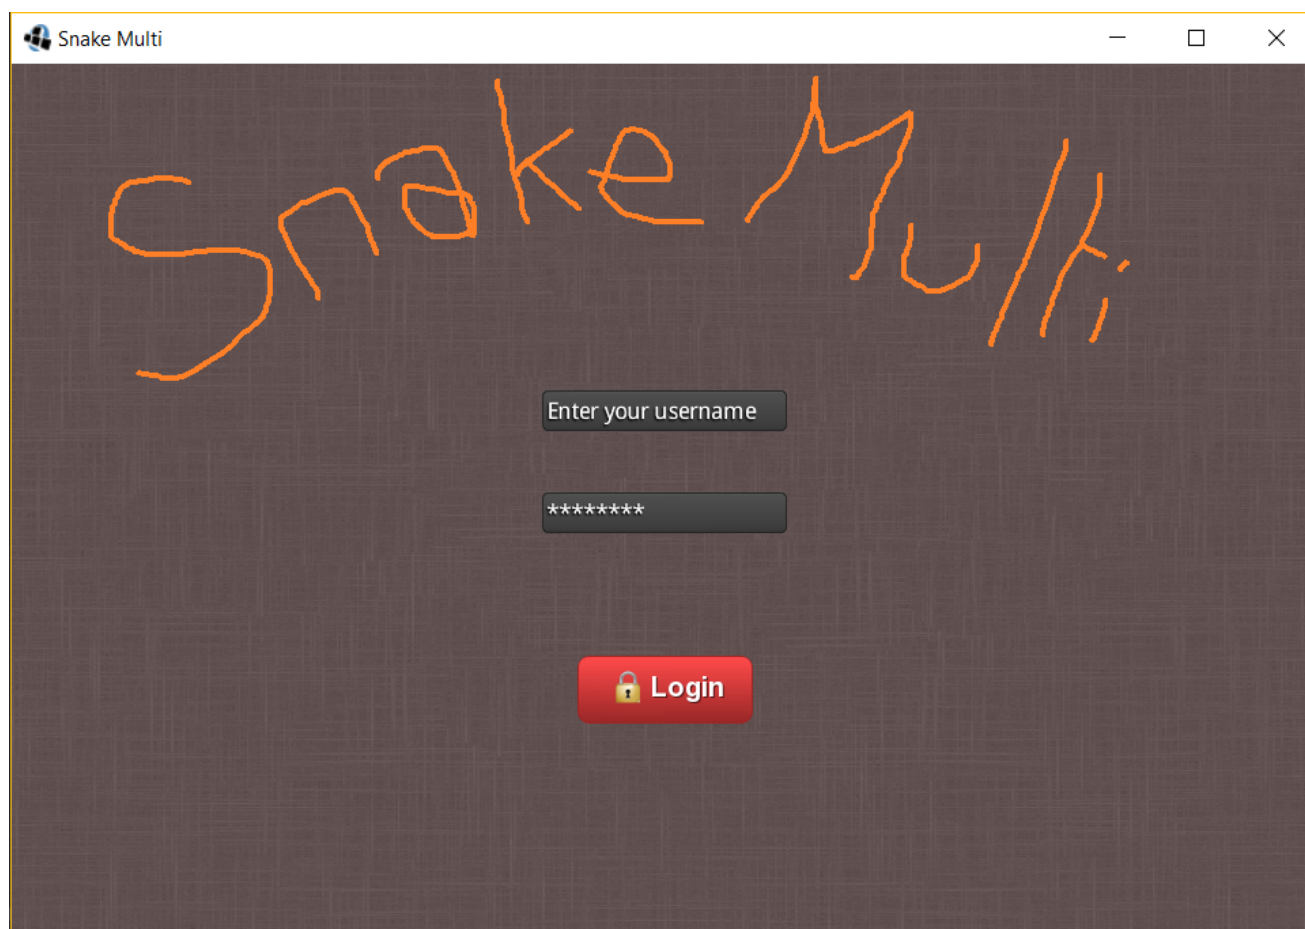 Snake Multi
Snake Multi
Enter your username
********
Login